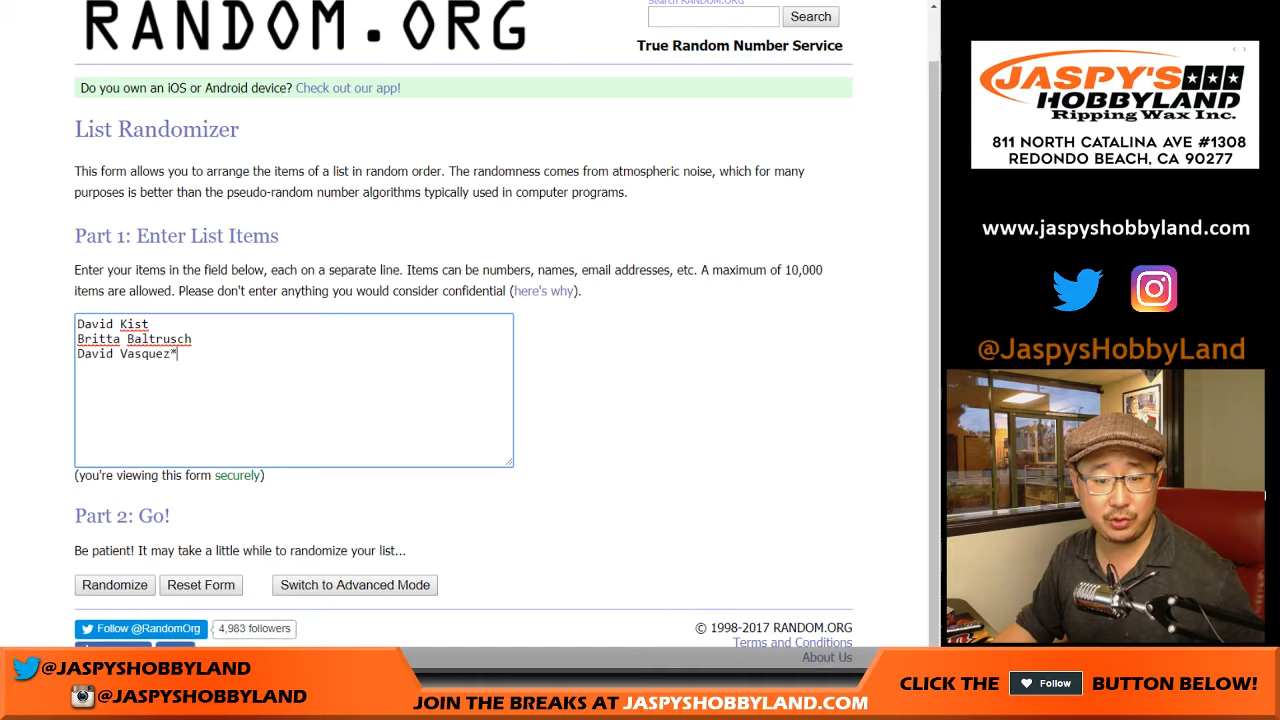 RANDOM.ORG
Search RANDOM.ORG
Search
True Random Number Service
Do you own an iOS or Android device? Check out our app!
List Randomizer
This form allows you to arrange the items of a list in random order. The randomness comes from atmospheric noise, which for many
purposes is better than the pseudo-random number algorithms typically used in computer programs.
Part 1: Enter List Items
Enter your items in the field below, each on a separate line. Items can be numbers, names, email addresses, etc. A maximum of 10,000
items are allowed. Please don't enter anything you would consider confidential (here's why).
David Kist
Britta Baltrusch
David Vasquez*
(you're viewing this form securely)
Part 2: Go!
Be patient! It may take a little while to randomize your list...
Randomize Reset Form Switch to Advanced Mode
Follow @RandomOrg 4,983 followers
© 1998-2017 RANDOM.ORG
Terms and Conditions
About Us
JASPY'S
HOBBYLAND
Ripping Wax Inc.
811 NORTH CATALINA AVE #1308
REDONDO BEACH, CA 90277
www.jaspyshobbyland.com
@JaspysHobbyLand
@JASPYSHOBBYLAND
@JASPYSHOBBYLAND
JOIN THE BREAKS AT JASPYSHOBBYLAND.COM
CLICK THE Follow BUTTON BELOW!